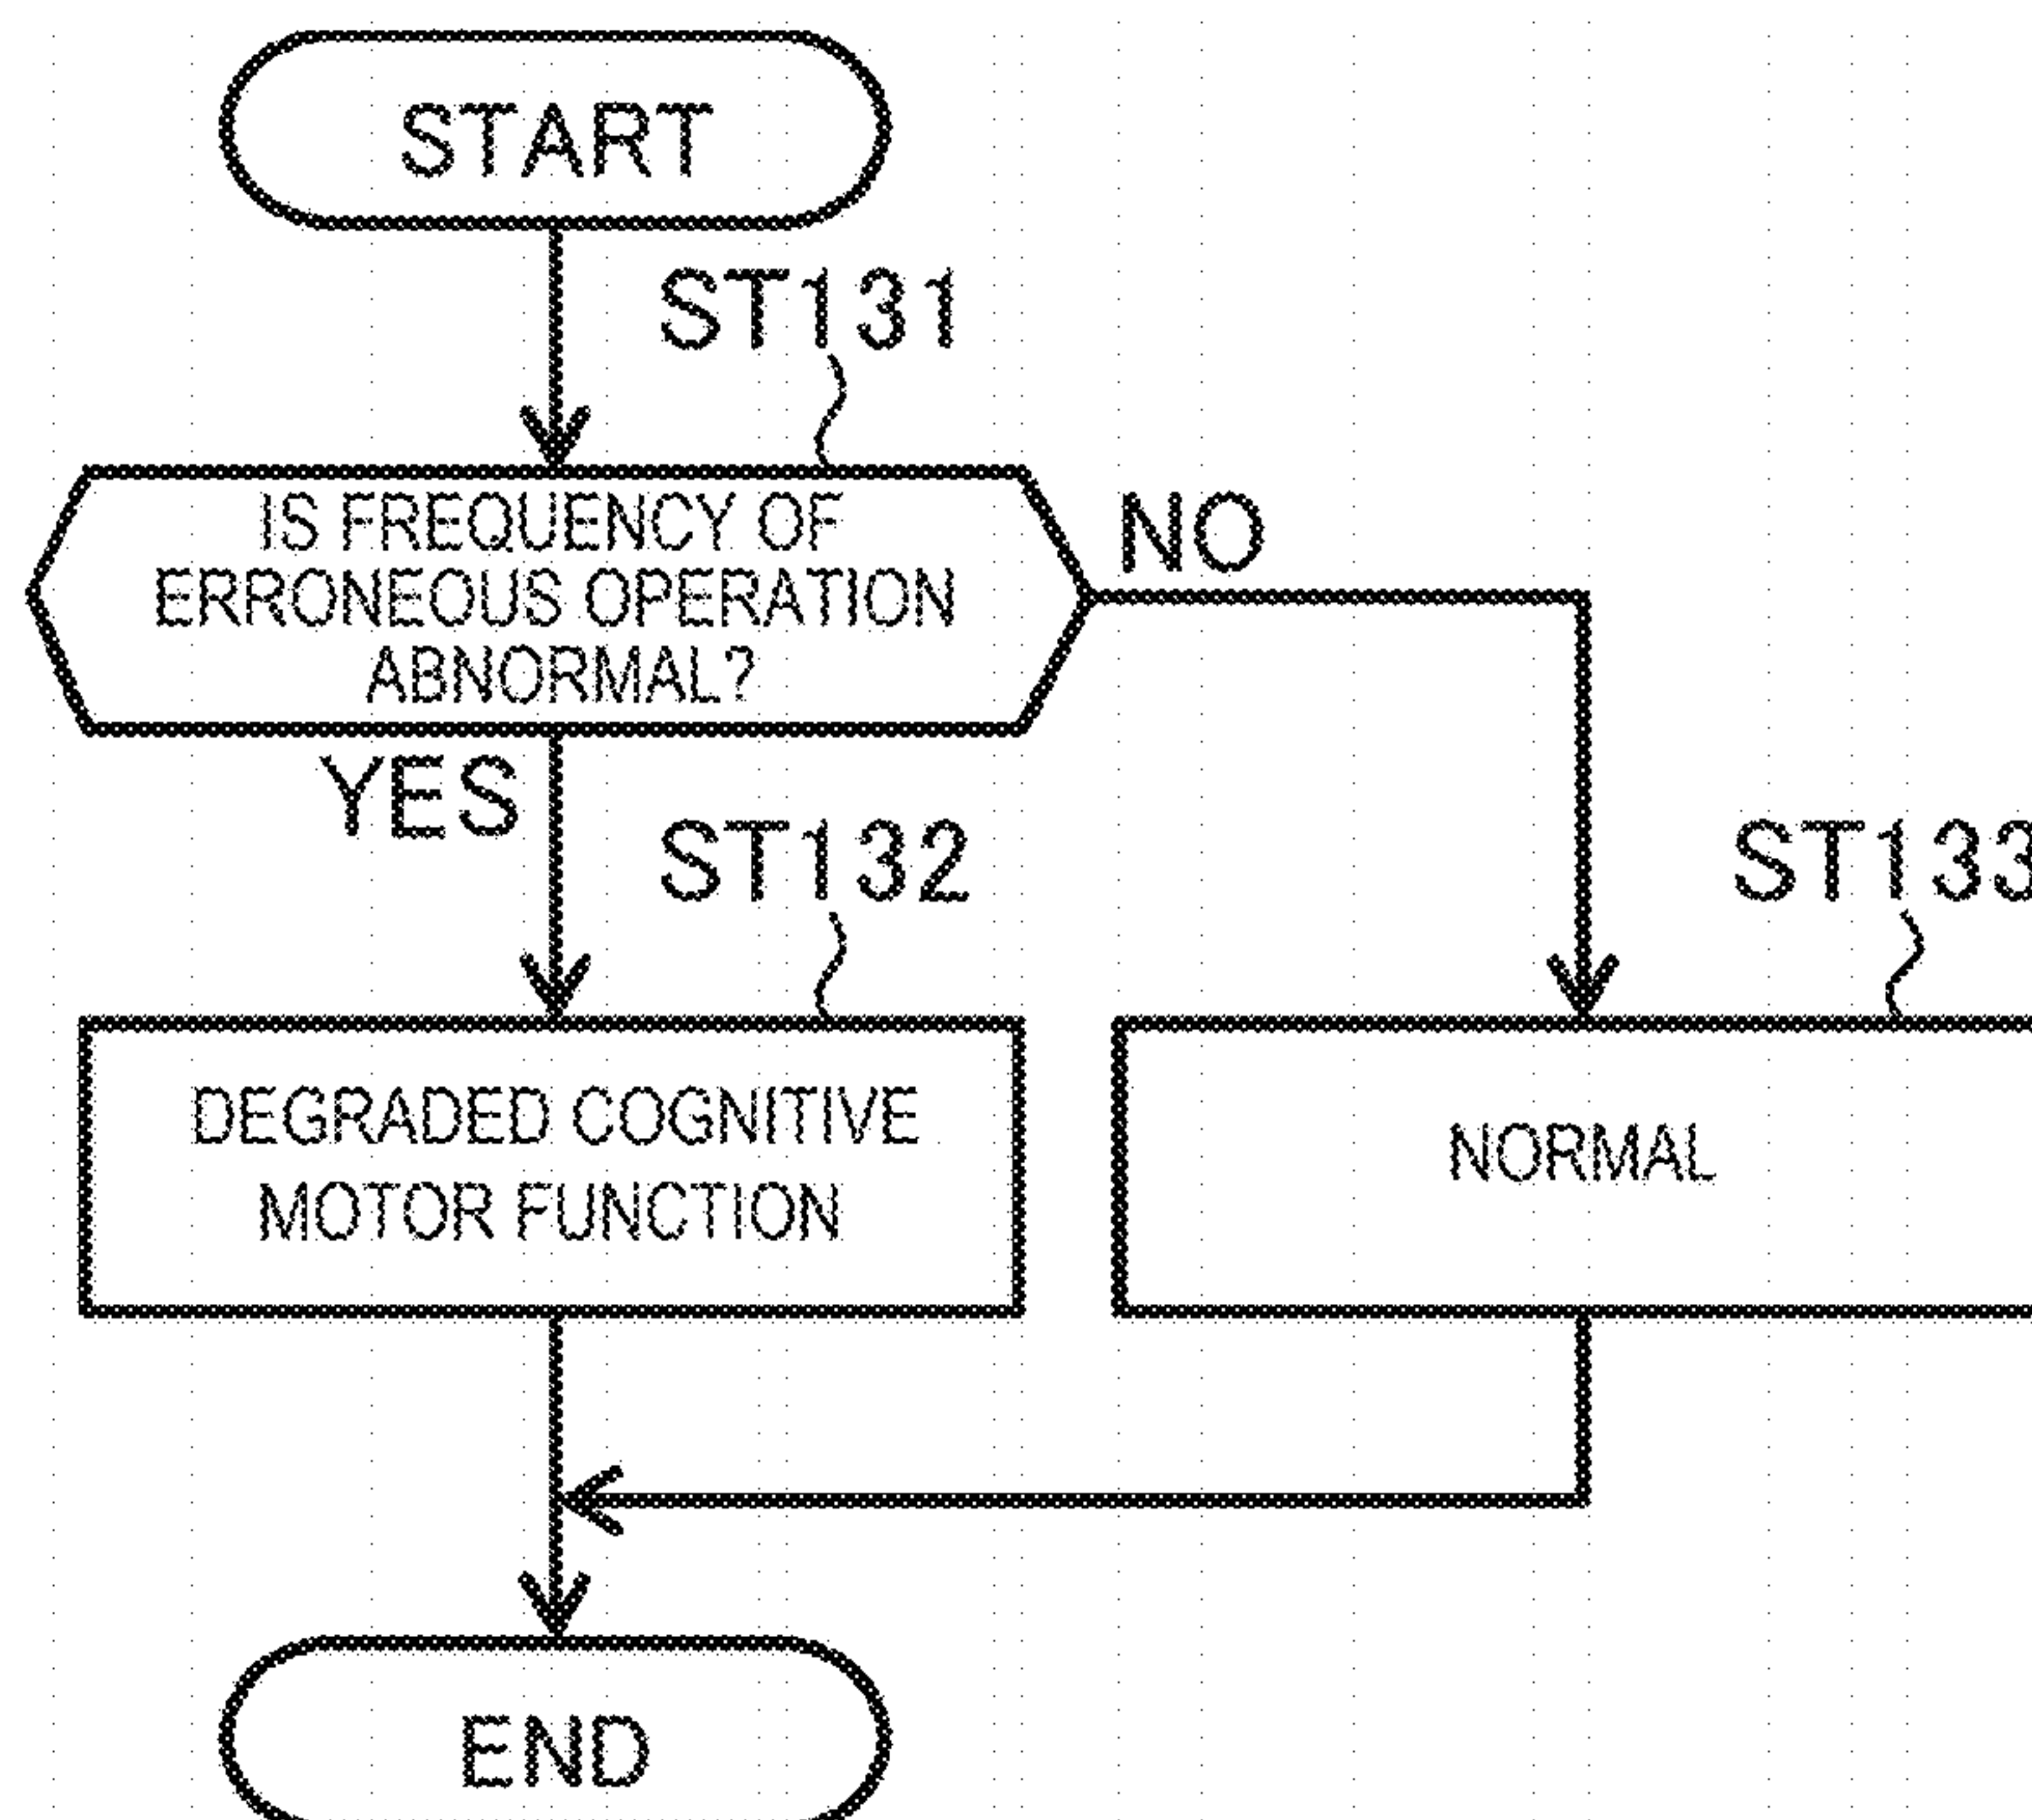 START
ST131
IS FREQUENCY OF
ERRONEOUS OPERATION
ABNORMAL?
NO
YES
ST132
ST133
DEGRADED COGNITIVE
MOTOR FUNCTION
NORMAL
END